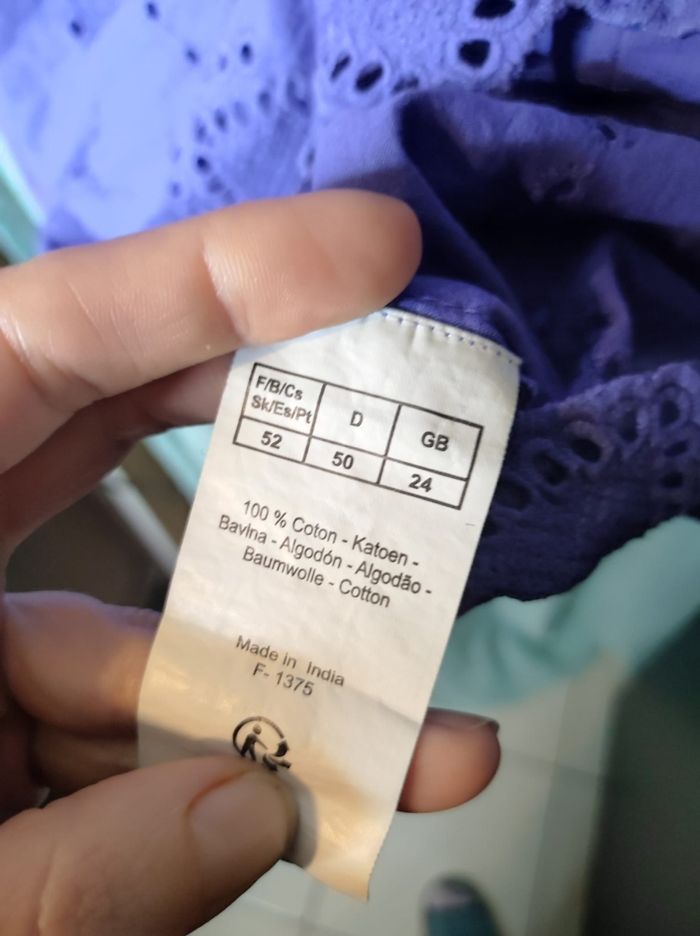 F/B/Cs
Sk/Es/Pt
D
GB
52
50
24
100 % Coton - Katoen -
Bavlna - Algodón - Algodão -
Baumwolle - Cotton
Made in India
F- 1375